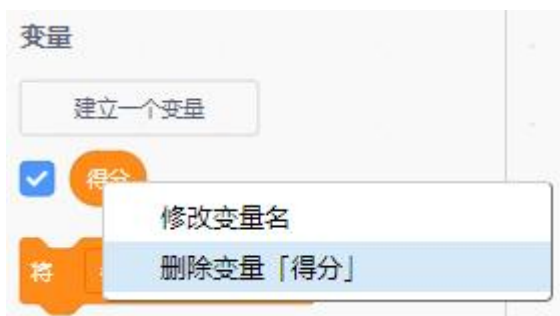 变量
建立一个变量
得分
修改变量名
删除变量「得分」
将